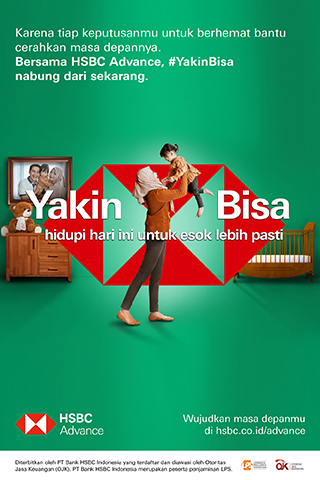 Karena tiap keputusanmu untuk berhemat bantu
cerahkan masa depannya.
Bersama HSBC Advance, #YakinBisa
nabung dari sekarang.
Yakin Bisa
hidupi hari ini untuk esok lebih pasti
HSBC
Advance
Wujudkan masa depanmu
di hsbc.co.id/advance
Diterbitkan oleh PT Bank HSBC Indonesia yang terdaftar dan diawasi oleh Otoritas
Jasa Keuangan (OJK). PT Bank HSBC Indonesia merupakan peserta penjaminan LPS.